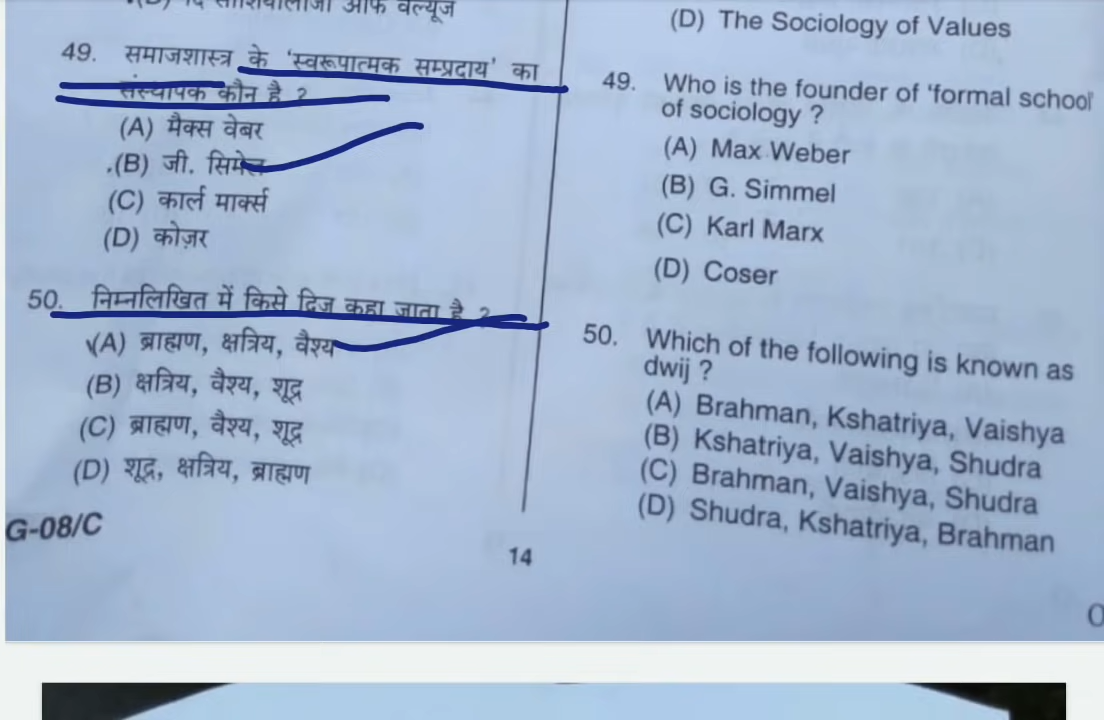 आफ वैल्यूज
49. समाजशास्त्र के 'स्वरूपात्मक सम्प्रदाय' का
संस्थापक कौन है ?
(A) मैक्स वेबर
(B) जी. सिमेल
(C) कार्ल मार्क्स
(D) कोज़र
50. निम्नलिखित में किसे द्विज कहा जाता है ?
(A) ब्राह्मण, क्षत्रिय, वैश्य
(B) क्षत्रिय, वैश्य, शूद्र
(C) ब्राह्मण, वैश्य, शूद्र
(D) शूद्र, क्षत्रिय, ब्राह्मण
G-08/C
14
(D) The Sociology of Values
49. Who is the founder of 'formal school
of sociology ?
(A) Max Weber
(B) G. Simmel
(C) Karl Marx
(D) Coser
50. Which of the following is known as
dwij ?
(A) Brahman, Kshatriya, Vaishya
(B) Kshatriya, Vaishya, Shudra
(C) Brahman, Vaishya, Shudra
(D) Shudra, Kshatriya, Brahman